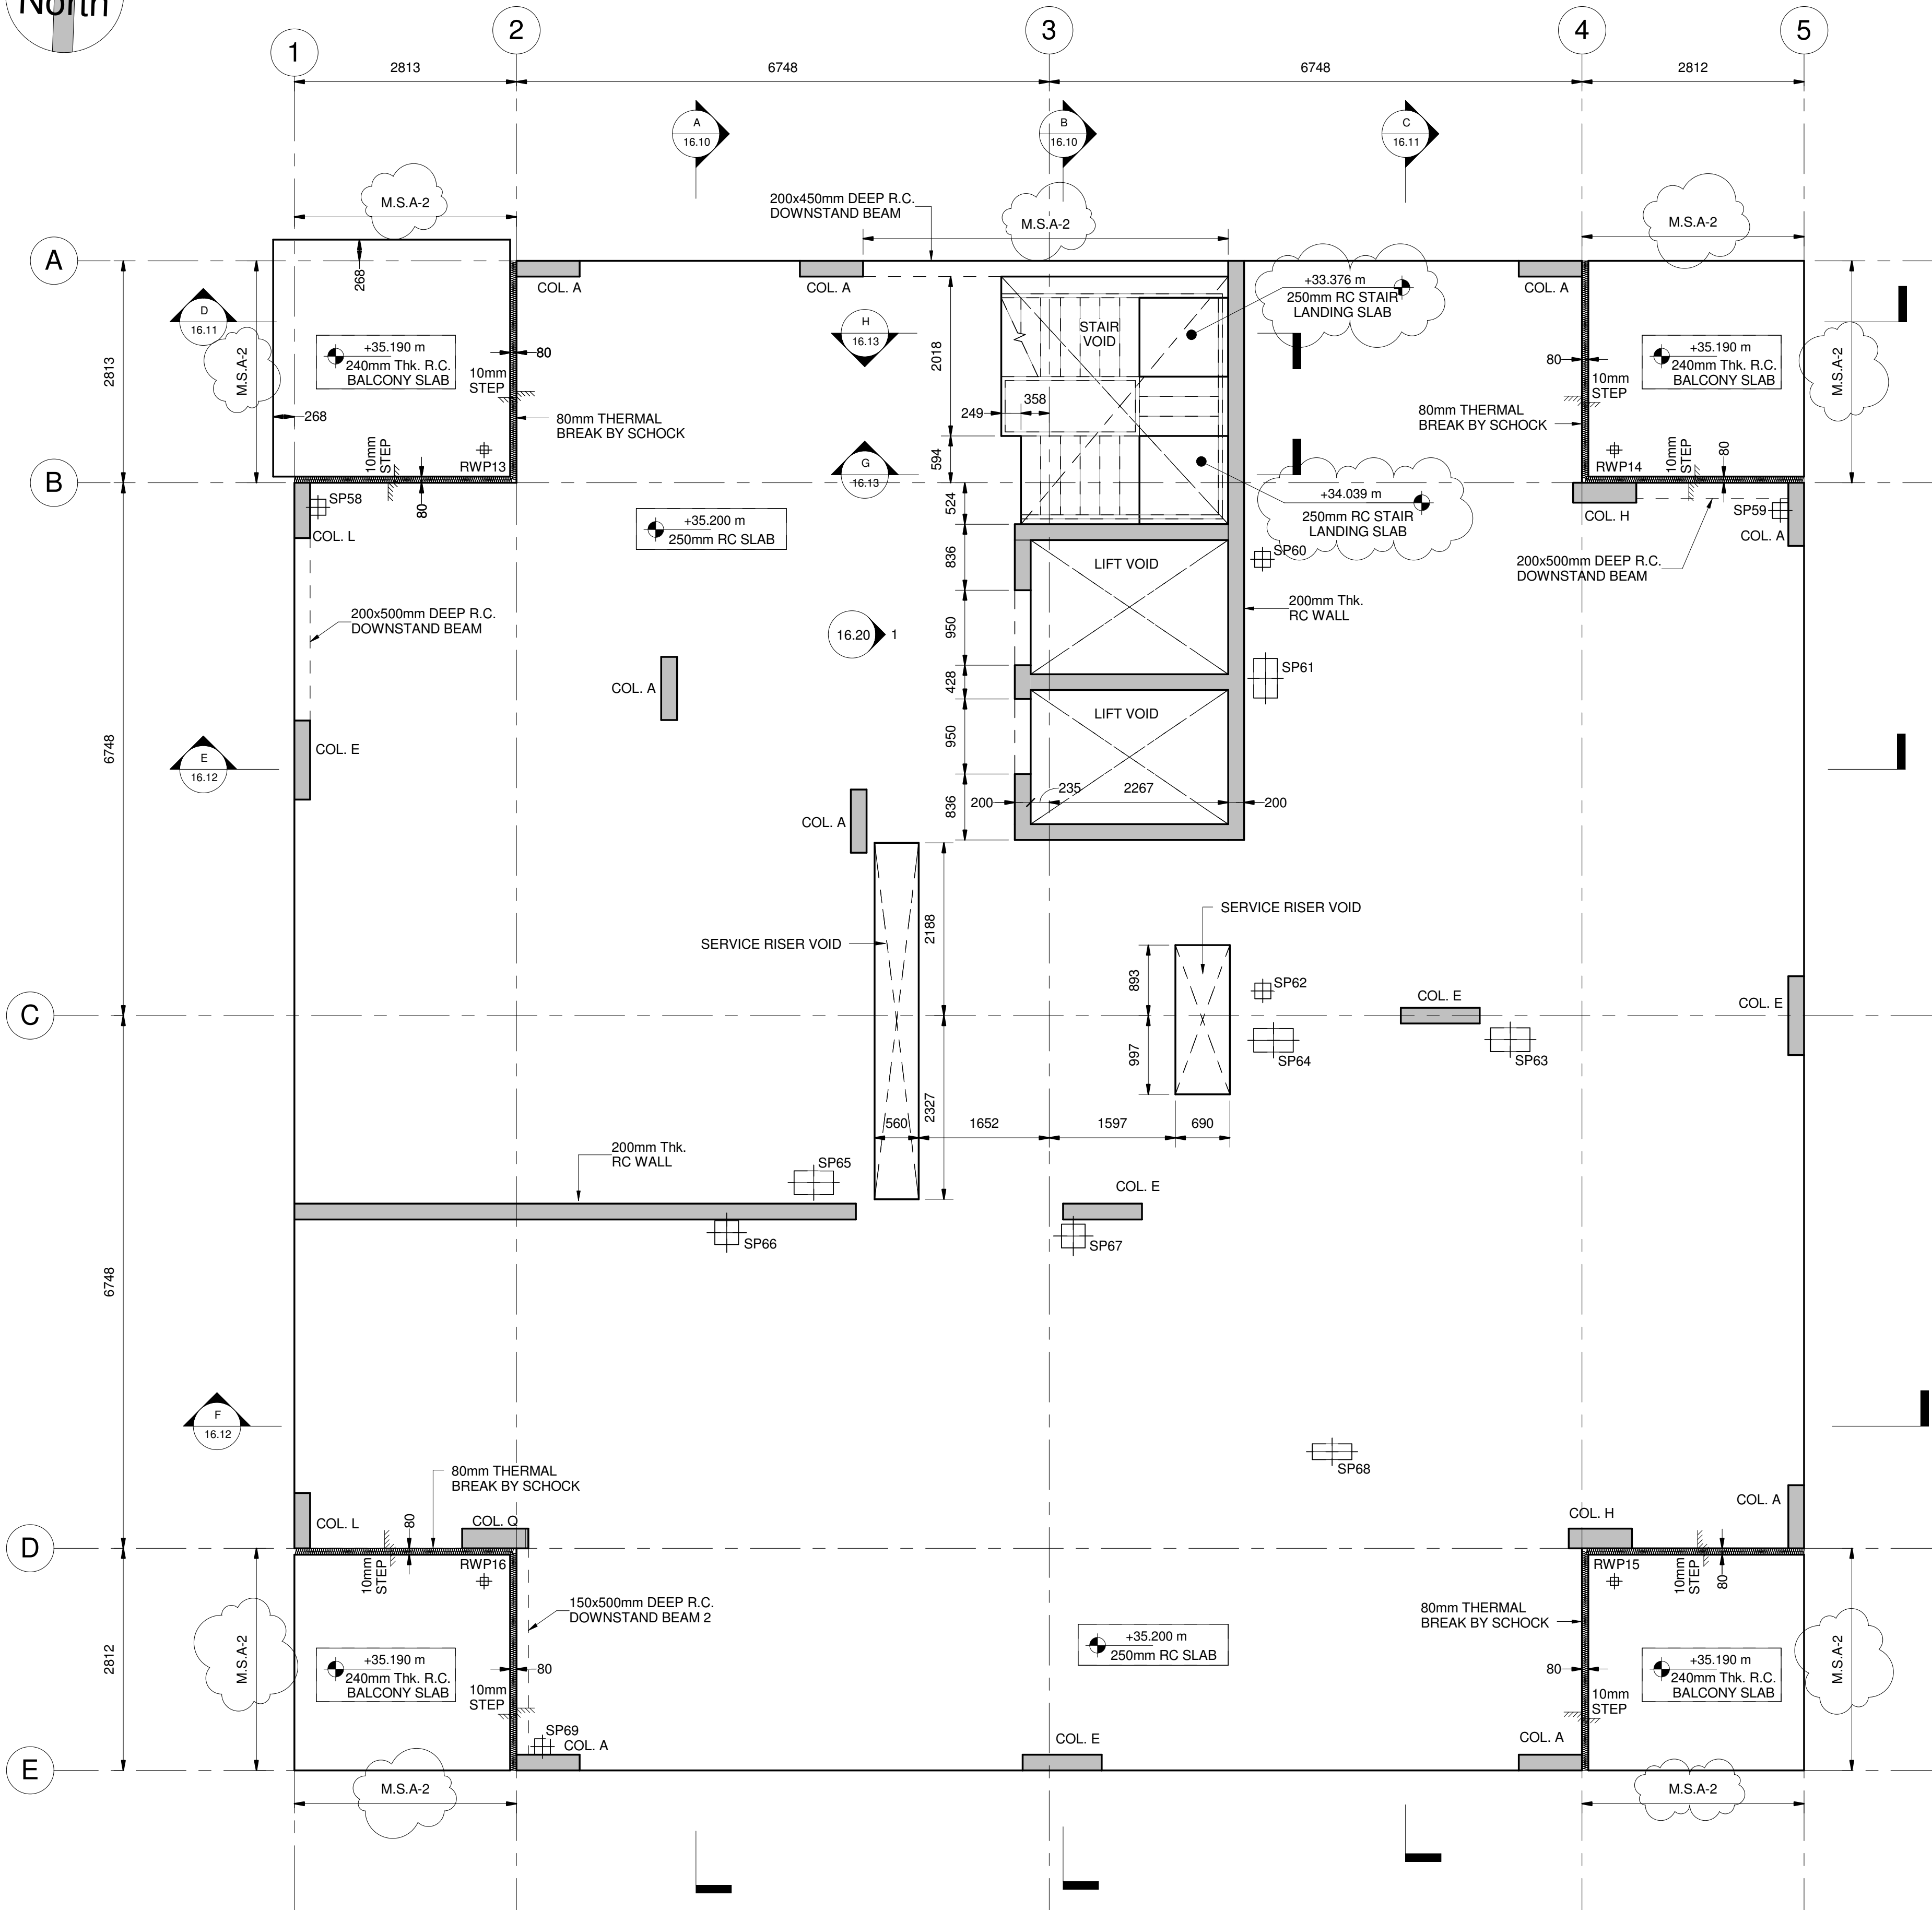 North
1
2
3
4
5
2813
6748
6748
2812
A
16.10
B
16.10
C
16.11
M.S.A-2
200x450mm DEEP R.C.
DOWNSTAND BEAM
M.S.A-2
M.S.A-2
A
268
COL. A
COL. A
COL. A
+33.376 m
250mm RC STAIR
LANDING SLAB
D
16.11
H
16.13
STAIR
VOID
M.S.A-2
+35.190 m
240mm Thk. R.C.
BALCONY SLAB
80
10mm
STEP
2813
2018
249
358
80
10mm
STEP
+35.190 m
240mm Thk. R.C.
BALCONY SLAB
M.S.A-2
268
80mm THERMAL
BREAK BY SCHOCK
80mm THERMAL
BREAK BY SCHOCK
10mm
STEP
RWP13
G
16.13
594
RWP14
10mm
STEP
80
B
80
SP58
COL. L
+35.200 m
250mm RC SLAB
524
+34.039 m
250mm RC STAIR
LANDING SLAB
COL. H
SP59
COL. A
836
LIFT VOID
SP60
200x500mm DEEP R.C.
DOWNSTAND BEAM
200x500mm DEEP R.C.
DOWNSTAND BEAM
16.20
1
950
200mm Thk.
RC WALL
COL. A
428
SP61
LIFT VOID
6748
E
16.12
COL. E
950
836
200
235
2267
200
COL. A
SERVICE RISER VOID
2188
SERVICE RISER VOID
893
SP62
C
COL. E
COL. E
997
SP64
SP63
2327
560
1652
1597
690
200mm Thk.
RC WALL
SP65
COL. E
SP66
SP67
6748
F
16.12
SP68
80mm THERMAL
BREAK BY SCHOCK
COL. L
80
COL. Q
COL. H
COL. A
D
10mm
STEP
RWP16
RWP15
10mm
STEP
80
150x500mm DEEP R.C.
DOWNSTAND BEAM 2
80mm THERMAL
BREAK BY SCHOCK
2812
M.S.A-2
+35.190 m
240mm Thk. R.C.
BALCONY SLAB
80
10mm
STEP
+35.200 m
250mm RC SLAB
80
10mm
STEP
+35.190 m
240mm Thk. R.C.
BALCONY SLAB
M.S.A-2
SP69
COL. A
COL. E
COL. A
E
M.S.A-2
M.S.A-2